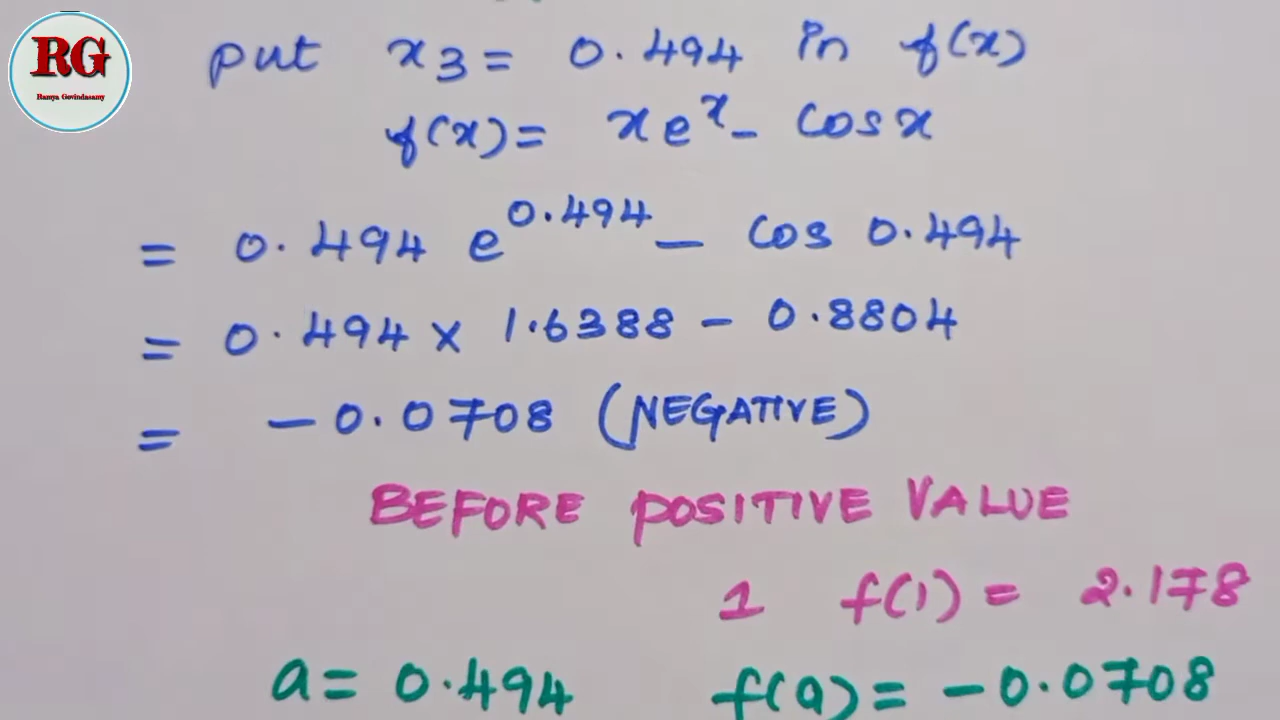 RG
Ramya Govindasamy
put x3 = 0.494 in f(x)
f(x) = xe^x - cosx
= 0.494 e^0.494 - cos 0.494
= 0.494 x 1.6388 - 0.8804
= -0.0708 (NEGATIVE)
BEFORE POSITIVE VALUE
1 f(1) = 2.178
a = 0.494 f(a) = -0.0708